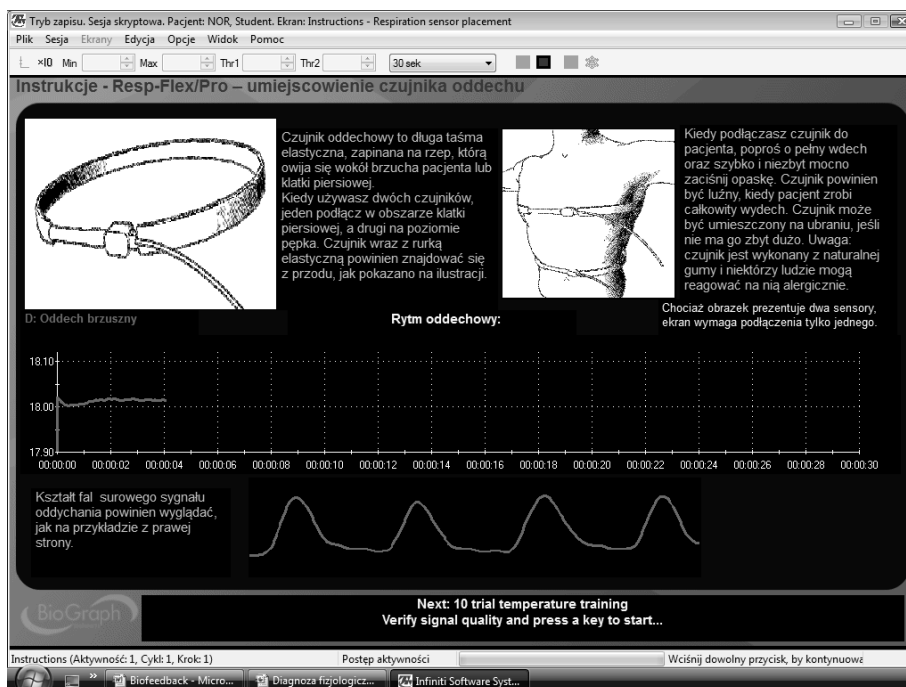 Tryb zapisu. Sesja skryptowa. Pacjent: NOR, Student. Ekran: Instructions - Respiration sensor placement
Plik Sesja Ekrany Edycja Opcje Widok Pomoc
×10 Min Max Thr1 Thr2 30 sek
Instrukcje - Resp-Flex/Pro – umiejscowienie czujnika oddechu
Czujnik oddechowy to długa taśma
elastyczna, zapinana na rzep, którą
owija się wokół brzucha pacjenta lub
klatki piersiowej.
Kiedy używasz dwóch czujników,
jeden podłącz w obszarze klatki
piersiowej, a drugi na poziomie
pępka. Czujnik wraz z rurką
elastyczną powinien znajdować się
z przodu, jak pokazano na ilustracji.
Kiedy podłączasz czujnik do
pacjenta, poproś o pełny wdech
oraz szybko i niezbyt mocno
zaciśnij opaskę. Czujnik powinien
być luźny, kiedy pacjent zrobi
całkowity wydech. Czujnik może
być umieszczony na ubraniu, jeśli
nie ma go zbyt dużo. Uwaga:
czujnik jest wykonany z naturalnej
gumy i niektórzy ludzie mogą
reagować na nią alergicznie.
Chociaż obrazek prezentuje dwa sensory,
ekran wymaga podłączenia tylko jednego.
D: Oddech brzuszny
Rytm oddechowy:
18.10
18.00
17.90
00:00:00 00:00:02 00:00:04 00:00:06 00:00:08 00:00:10 00:00:12 00:00:14 00:00:16 00:00:18 00:00:20 00:00:22 00:00:24 00:00:26 00:00:28 00:00:30
Kształt fal surowego sygnału
oddychania powinien wyglądać,
jak na przykładzie z prawej
strony.
BioGraph
Next: 10 trial temperature training
Verify signal quality and press a key to start...
Instructions (Aktywność: 1, Cykl: 1, Krok: 1) Postęp aktywności Wciśnij dowolny przycisk, by kontynuowa
» Biofeedback - Micro... Diagnoza fizjologicz... Infiniti Software Syst...